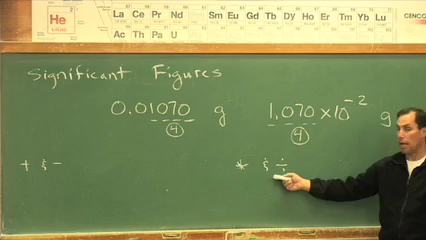 He
La Ce Pr Nd Sm Eu Gd Tb Dy Ho Er Tm Yb Lu
Ac Th Pa U
CENCO
Significant Figures
0.01070 g
4
1.070 × 10⁻² g
4
+ & −
* & ÷